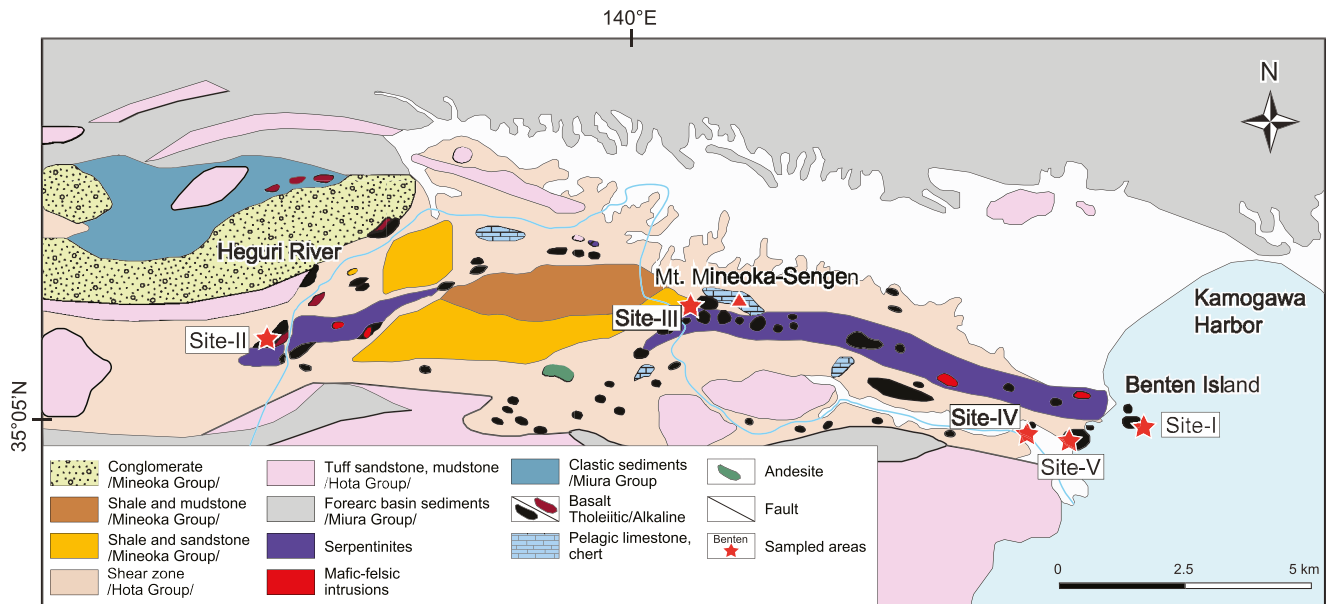 140°E
N
Heguri River
Mt. Mineoka-Sengen
Kamogawa
Harbor
Site-III
Site-II
Benten Island
35°05'N
Site-IV
Site-I
Site-V
Conglomerate
/Mineoka Group/
Shale and mudstone
/Mineoka Group/
Shale and sandstone
/Mineoka Group/
Shear zone
/Hota Group/
Tuff sandstone, mudstone
/Hota Group/
Forearc basin sediments
/Miura Group/
Serpentinites
Mafic-felsic
intrusions
Clastic sediments
/Miura Group
Basalt
Tholeiitic/Alkaline
Pelagic limestone,
chert
Andesite
Fault
Benten
Sampled areas
0 2.5 5 km